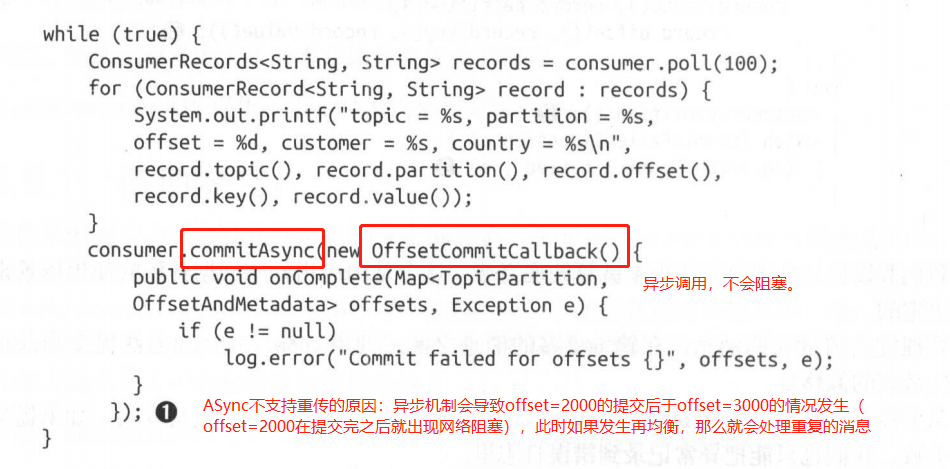 while (true) {
ConsumerRecords<String, String> records = consumer.poll(100);
for (ConsumerRecord<String, String> record : records) {
System.out.printf("topic = %s, partition = %s,
offset = %d, customer = %s, country = %s\n",
record.topic(), record.partition(), record.offset(),
record.key(), record.value());
}
consumer.commitAsync(new OffsetCommitCallback() {
public void onComplete(Map<TopicPartition,
异步调用，不会阻塞。
OffsetAndMetadata> offsets, Exception e) {
if (e != null)
log.error("Commit failed for offsets {}", offsets, e);
}
}); ❶
ASync不支持重传的原因：异步机制会导致offset=2000的提交后于offset=3000的情况发生（
offset=2000在提交完之后就出现网络阻塞），此时如果发生再均衡，那么就会处理重复的消息
}